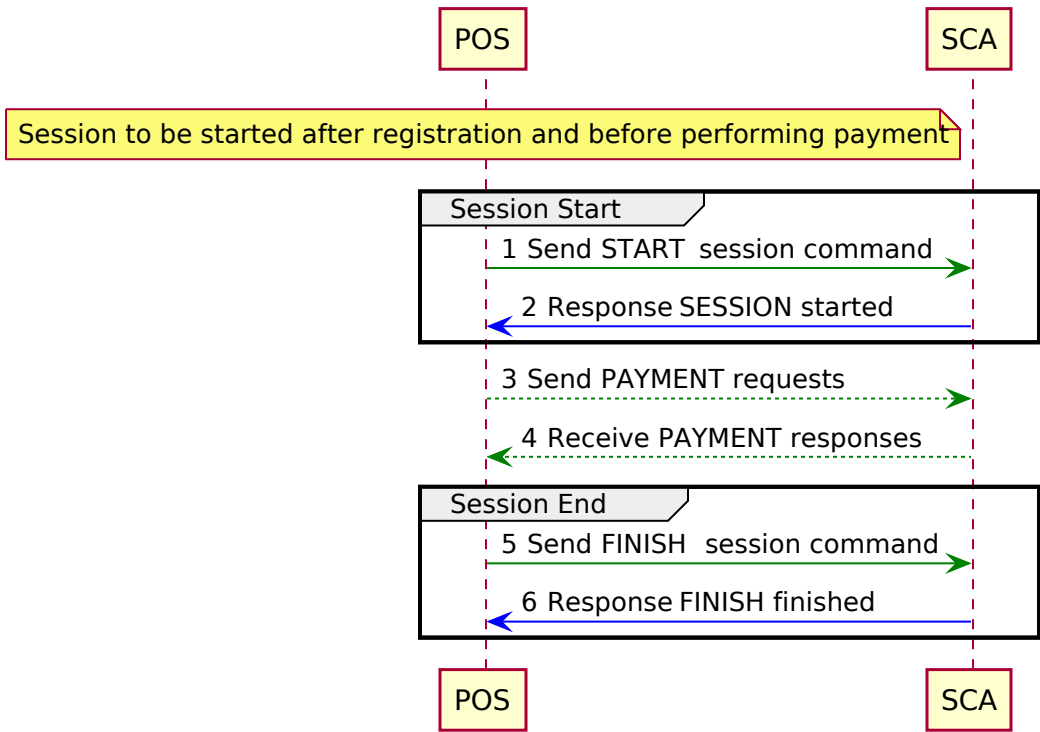 POS
SCA
Session to be started after registration and before performing payment
Session Start
1 Send START  session command
2 Response SESSION started
3 Send PAYMENT requests
4 Receive PAYMENT responses
Session End
5 Send FINISH  session command
6 Response FINISH finished
POS
SCA